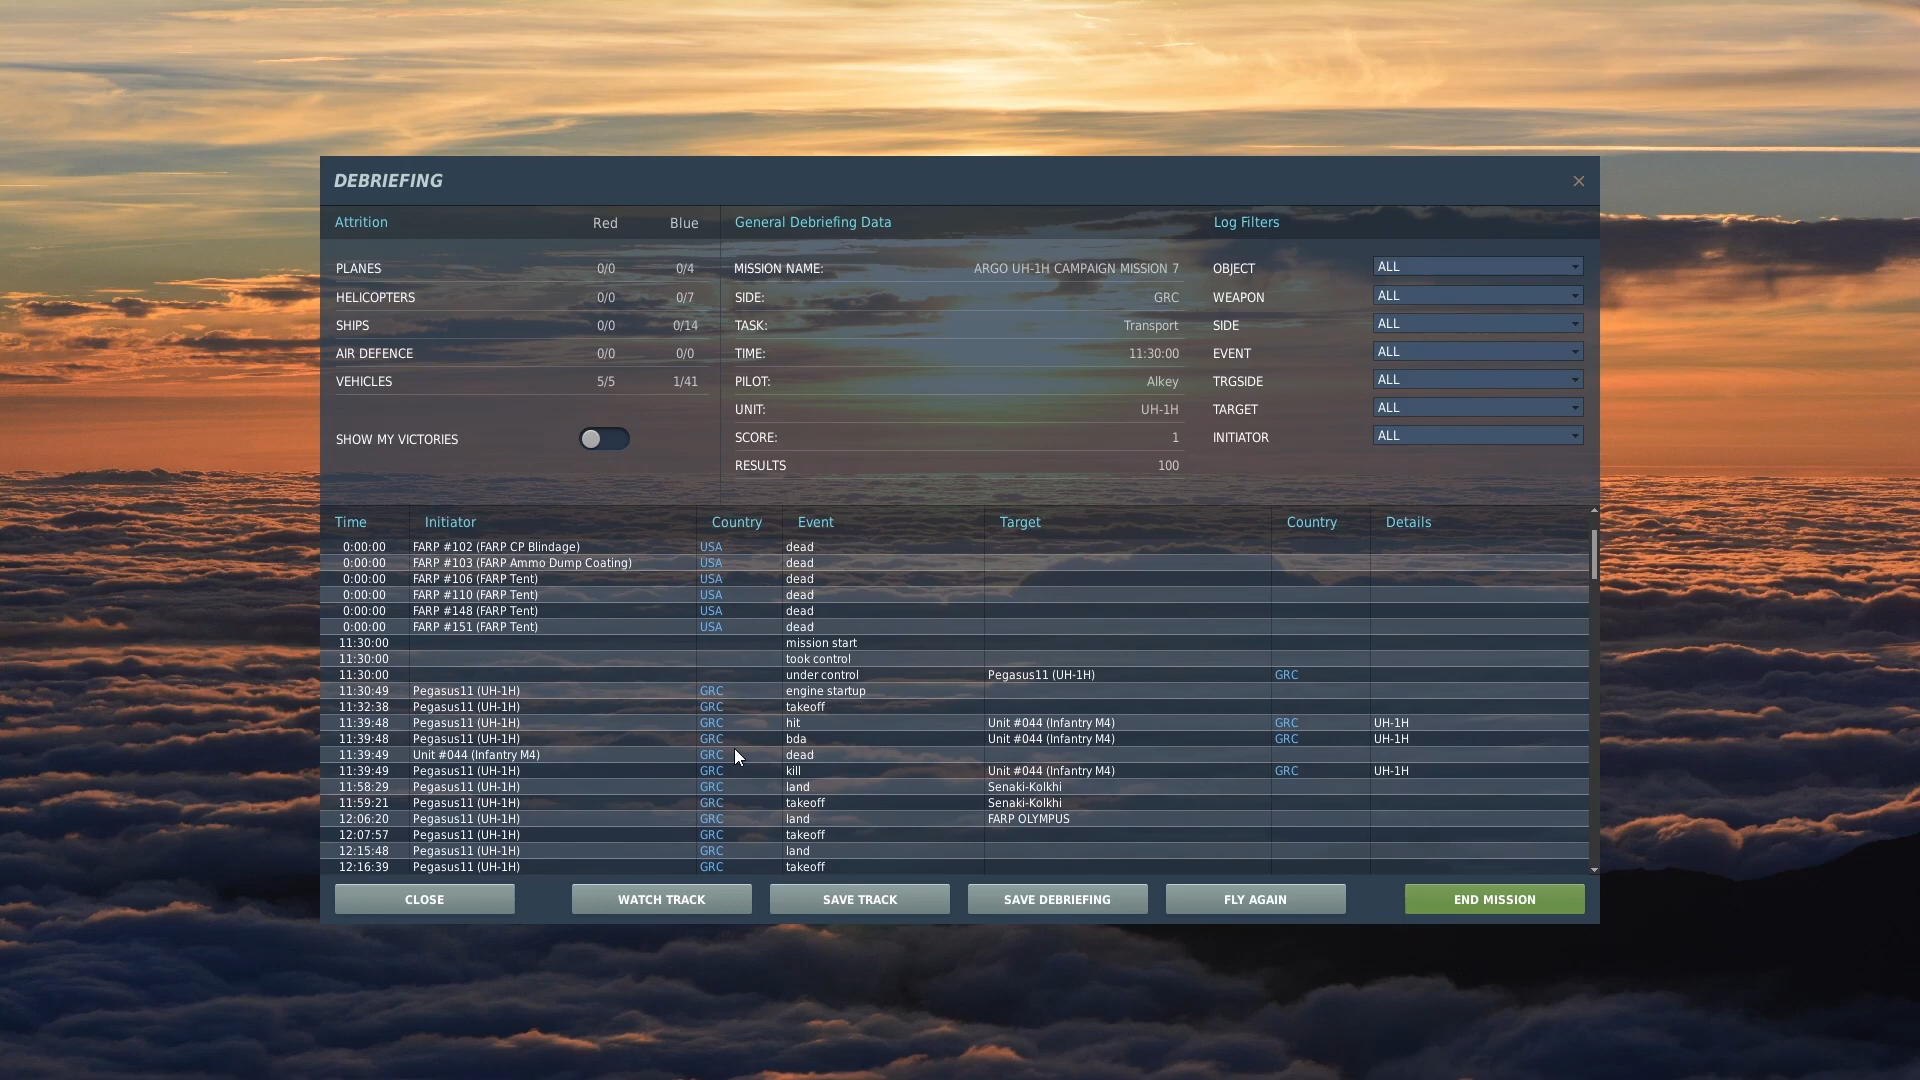 DEBRIEFING
Attrition Red Blue
PLANES 0/0 0/4
HELICOPTERS 0/0 0/7
SHIPS 0/0 0/14
AIR DEFENCE 0/0 0/0
VEHICLES 5/5 1/41
SHOW MY VICTORIES
General Debriefing Data
MISSION NAME: ARGO UH-1H CAMPAIGN MISSION 7
SIDE: GRC
TASK: Transport
TIME: 11:30:00
PILOT: Alkey
UNIT: UH-1H
SCORE: 1
RESULTS 100
Log Filters
OBJECT ALL
WEAPON ALL
SIDE ALL
EVENT ALL
TRGSIDE ALL
TARGET ALL
INITIATOR ALL
Time Initiator Country Event Target Country Details
0:00:00 FARP #102 (FARP CP Blindage) USA dead
0:00:00 FARP #103 (FARP Ammo Dump Coating) USA dead
0:00:00 FARP #106 (FARP Tent) USA dead
0:00:00 FARP #110 (FARP Tent) USA dead
0:00:00 FARP #148 (FARP Tent) USA dead
0:00:00 FARP #151 (FARP Tent) USA dead
11:30:00 mission start
11:30:00 took control
11:30:00 under control Pegasus11 (UH-1H) GRC
11:30:49 Pegasus11 (UH-1H) GRC engine startup
11:32:38 Pegasus11 (UH-1H) GRC takeoff
11:39:48 Pegasus11 (UH-1H) GRC hit Unit #044 (Infantry M4) GRC UH-1H
11:39:48 Pegasus11 (UH-1H) GRC bda Unit #044 (Infantry M4) GRC UH-1H
11:39:49 Unit #044 (Infantry M4) GRC dead
11:39:49 Pegasus11 (UH-1H) GRC kill Unit #044 (Infantry M4) GRC UH-1H
11:58:29 Pegasus11 (UH-1H) GRC land Senaki-Kolkhi
11:59:21 Pegasus11 (UH-1H) GRC takeoff Senaki-Kolkhi
12:06:20 Pegasus11 (UH-1H) GRC land FARP OLYMPUS
12:07:57 Pegasus11 (UH-1H) GRC takeoff
12:15:48 Pegasus11 (UH-1H) GRC land
12:16:39 Pegasus11 (UH-1H) GRC takeoff
CLOSE WATCH TRACK SAVE TRACK SAVE DEBRIEFING FLY AGAIN END MISSION